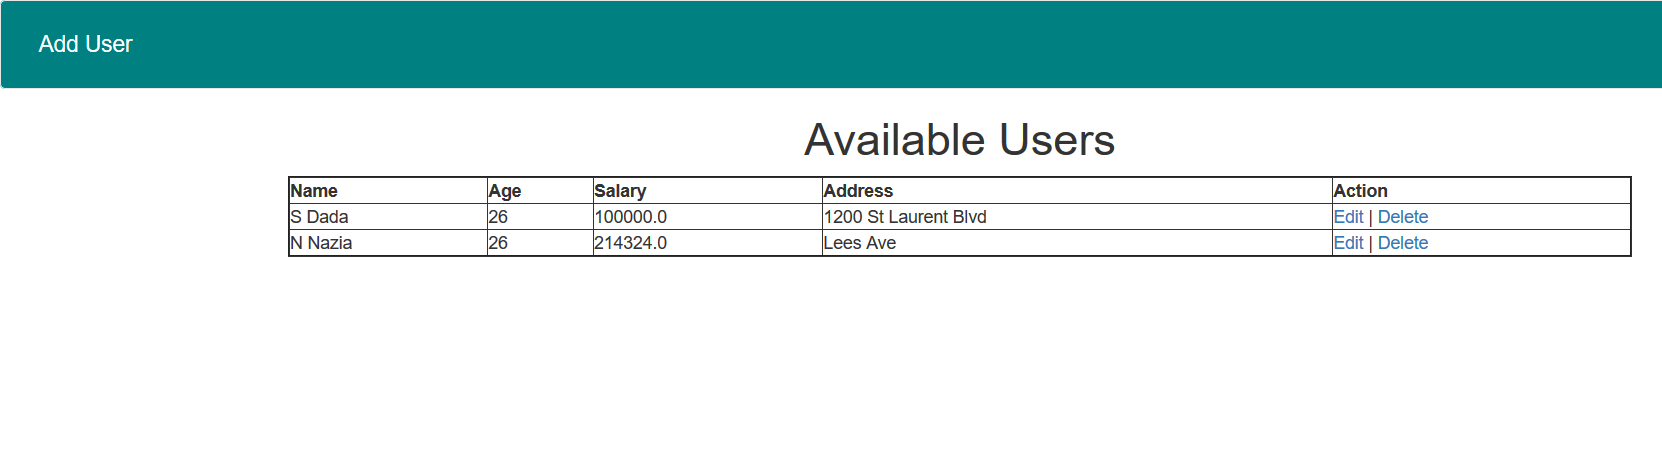 Add User
Available Users
Name Age Salary Address Action
S Dada 26 100000.0 1200 St Laurent Blvd Edit | Delete
N Nazia 26 214324.0 Lees Ave Edit | Delete